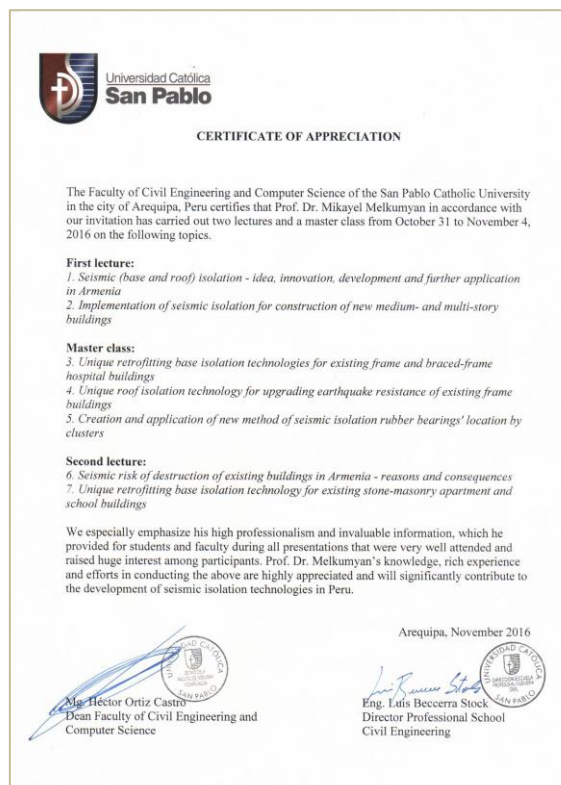 Universidad Católica
San Pablo
CERTIFICATE OF APPRECIATION
The Faculty of Civil Engineering and Computer Science of the San Pablo Catholic University
in the city of Arequipa, Peru certifies that Prof. Dr. Mikayel Melkumyan in accordance with
our invitation has carried out two lectures and a master class from October 31 to November 4,
2016 on the following topics.
First lecture:
1. Seismic (base and roof) isolation - idea, innovation, development and further application
in Armenia
2. Implementation of seismic isolation for construction of new medium- and multi-story
buildings
Master class:
3. Unique retrofitting base isolation technologies for existing frame and braced-frame
hospital buildings
4. Unique roof isolation technology for upgrading earthquake resistance of existing frame
buildings
5. Creation and application of new method of seismic isolation rubber bearings' location by
clusters
Second lecture:
6. Seismic risk of destruction of existing buildings in Armenia - reasons and consequences
7. Unique retrofitting base isolation technology for existing stone-masonry apartment and
school buildings
We especially emphasize his high professionalism and invaluable information, which he
provided for students and faculty during all presentations that were very well attended and
raised huge interest among participants. Prof. Dr. Melkumyan's knowledge, rich experience
and efforts in conducting the above are highly appreciated and will significantly contribute to
the development of seismic isolation technologies in Peru.
Arequipa, November 2016
UNIVERSIDAD CATÓLICA
SAN PABLO
UNIVERSIDAD CATÓLICA
SAN PABLO
Mg. Héctor Ortiz Castro
Dean Faculty of Civil Engineering and
Computer Science
Eng. Luis Beccerra Stock
Director Professional School
Civil Engineering